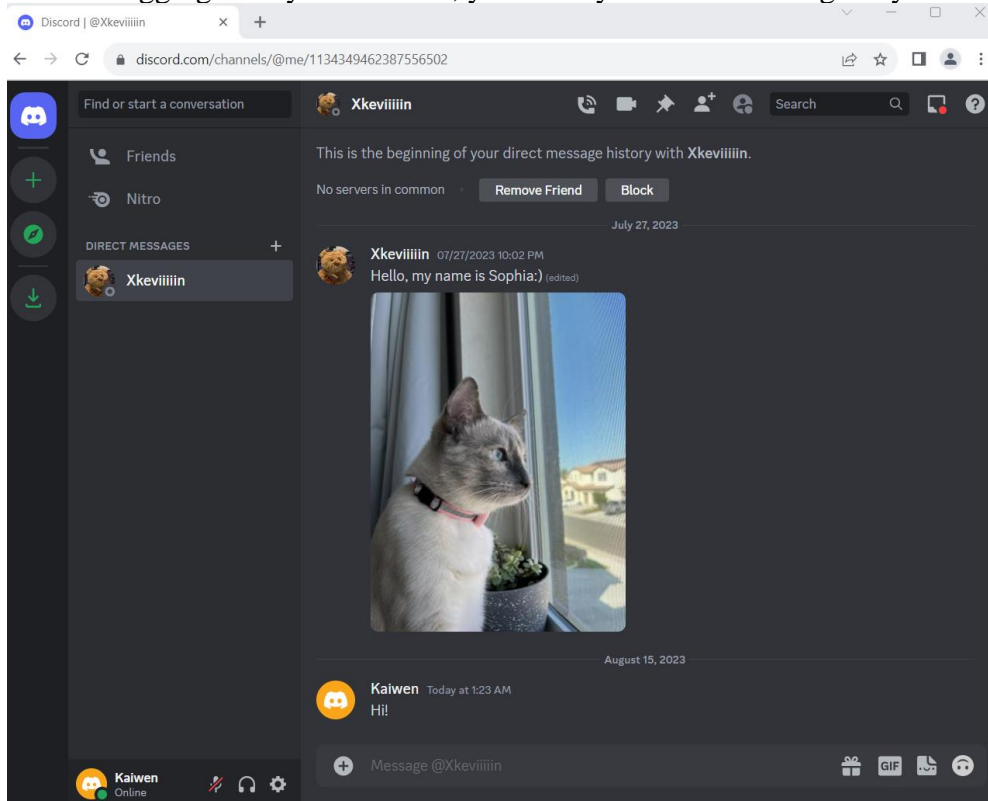 Discord | @Xkeviiiiin
discord.com/channels/@me/1134349462387556502
Find or start a conversation
Xkeviiiiin
Search
Friends
Nitro
DIRECT MESSAGES
Xkeviiiiin
This is the beginning of your direct message history with Xkeviiiiin.
No servers in common
Remove Friend
Block
July 27, 2023
Xkeviiiiin 07/27/2023 10:02 PM
Hello, my name is Sophia:) (edited)
August 15, 2023
Kaiwen Today at 1:23 AM
Hi!
Message @Xkeviiiiin
GIF
Kaiwen
Online